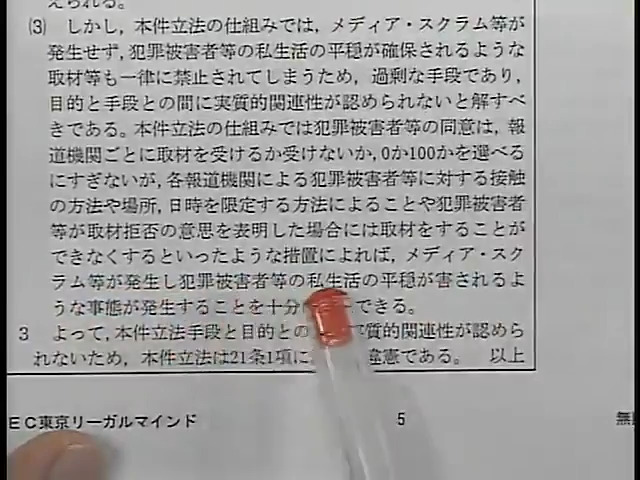 えられる。
(3) しかし，本件立法の仕組みでは，メディア・スクラム等が
発生せず，犯罪被害者等の私生活の平穏が確保されるような
取材等も一律に禁止されてしまうため，過剰な手段であり，
目的と手段との間に実質的関連性が認められないと解すべ
きである。本件立法の仕組みでは犯罪被害者等の同意は，報
道機関ごとに取材を受けるか受けないか，0か100かを選べる
にすぎないが，各報道機関による犯罪被害者等に対する接触
の方法や場所，日時を限定する方法によることや犯罪被害者
等が取材拒否の意思を表明した場合には取材をすることが
できなくするといったような措置によれば，メディア・スク
ラム等が発生し犯罪被害者等の私生活の平穏が害されるよ
うな事態が発生することを十分 できる。
3 よって，本件立法手段と目的との 質的関連性が認めら
れないため，本件立法は21条1項に 違憲である。 以上
EC東京リーガルマインド 5 無